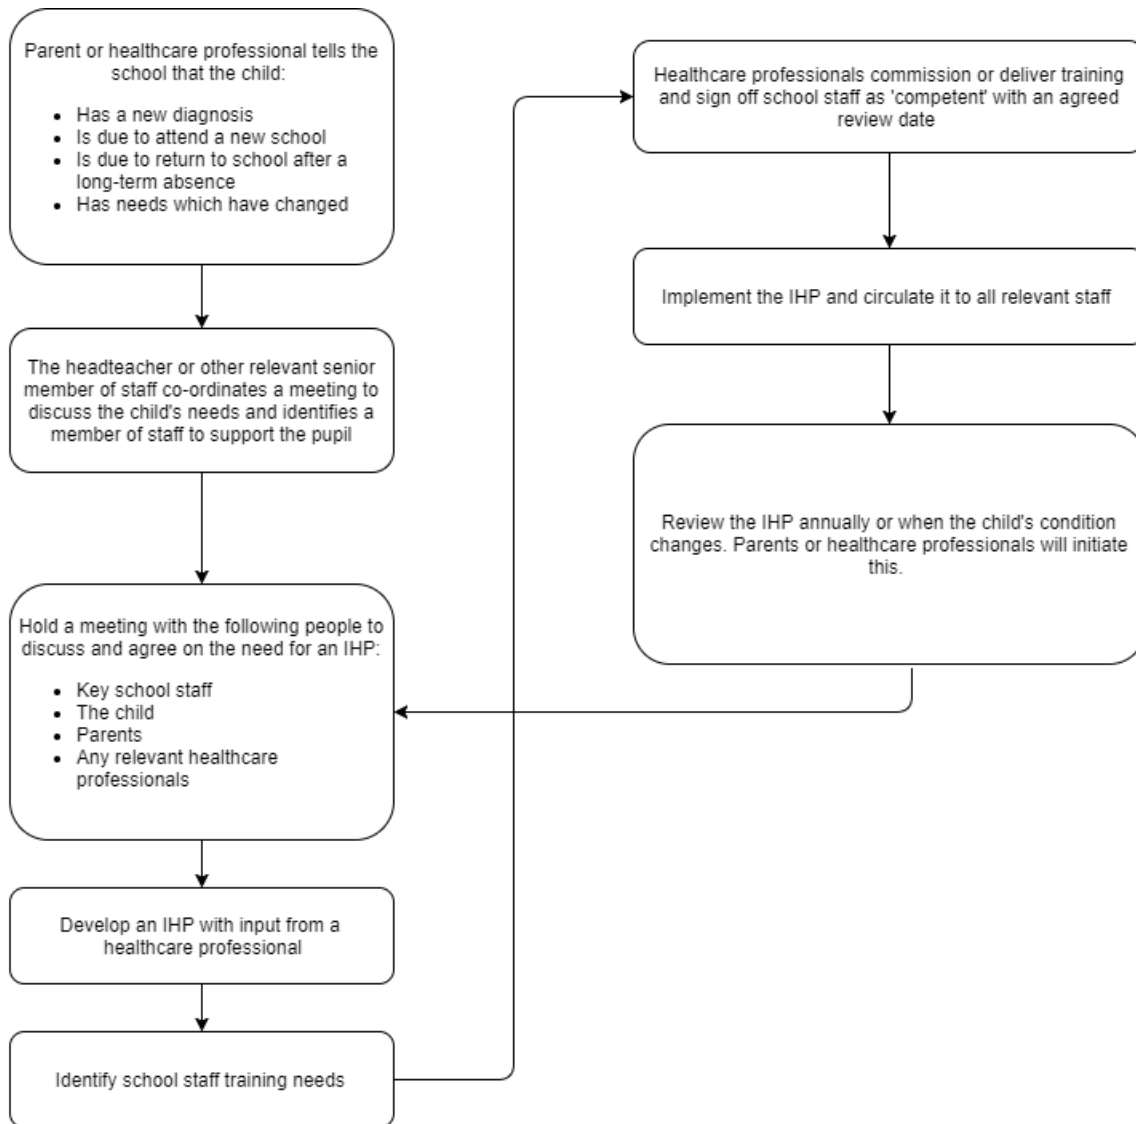 Parent or healthcare professional tells the
school that the child:
• Has a new diagnosis
• Is due to attend a new school
• Is due to return to school after a
long-term absence
• Has needs which have changed
The headteacher or other relevant senior
member of staff co-ordinates a meeting to
discuss the child's needs and identifies a
member of staff to support the pupil
Hold a meeting with the following people to
discuss and agree on the need for an IHP:
• Key school staff
• The child
• Parents
• Any relevant healthcare
professionals
Develop an IHP with input from a
healthcare professional
Identify school staff training needs
Healthcare professionals commission or deliver training
and sign off school staff as 'competent' with an agreed
review date
Implement the IHP and circulate it to all relevant staff
Review the IHP annually or when the child's condition
changes. Parents or healthcare professionals will initiate
this.